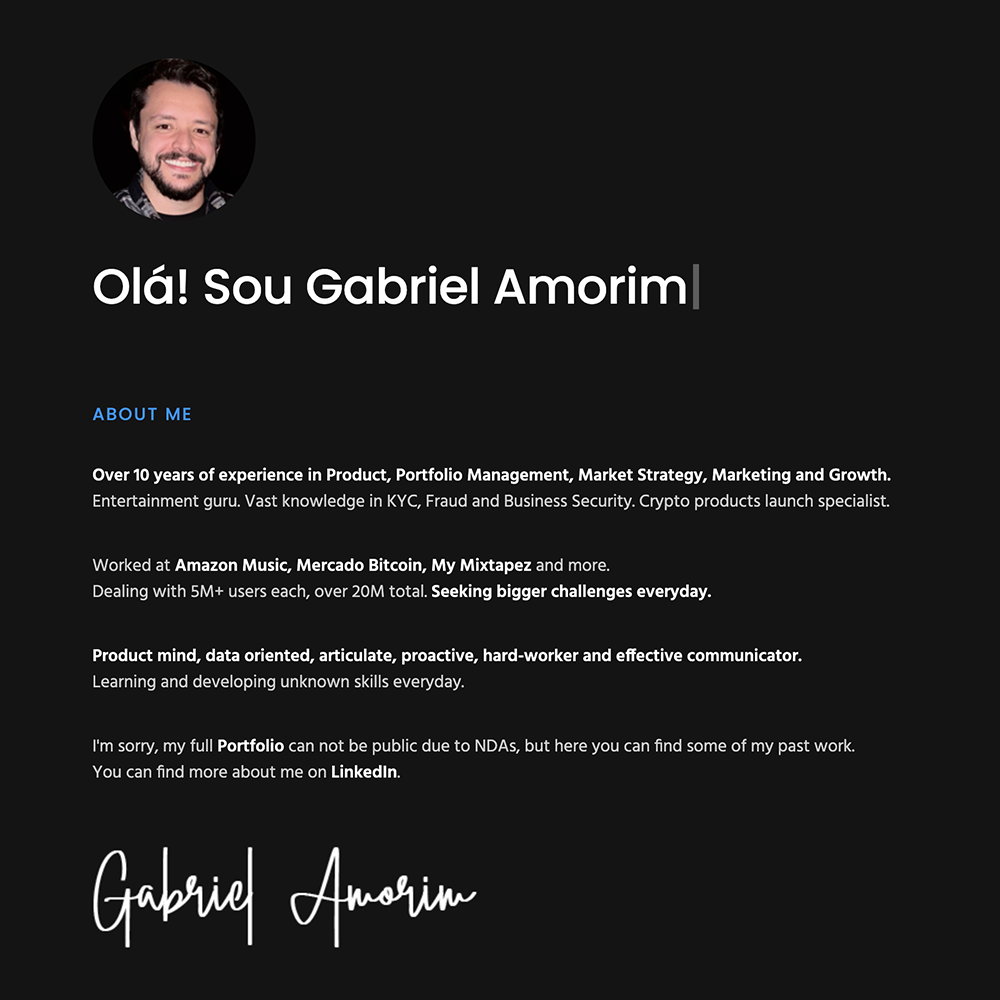 Olá! Sou Gabriel Amorim
ABOUT ME
Over 10 years of experience in Product, Portfolio Management, Market Strategy, Marketing and Growth.
Entertainment guru. Vast knowledge in KYC, Fraud and Business Security. Crypto products launch specialist.
Worked at Amazon Music, Mercado Bitcoin, My Mixtapez and more.
Dealing with 5M+ users each, over 20M total. Seeking bigger challenges everyday.
Product mind, data oriented, articulate, proactive, hard-worker and effective communicator.
Learning and developing unknown skills everyday.
I'm sorry, my full Portfolio can not be public due to NDAs, but here you can find some of my past work.
You can find more about me on LinkedIn.
Gabriel Amorim